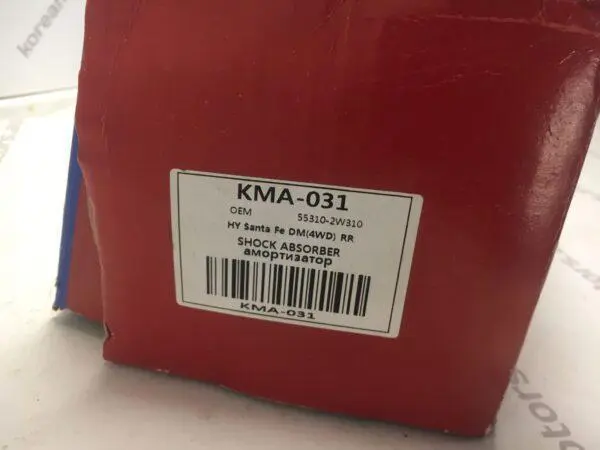 KMA-031
OEM 55310-2W310
HY Santa Fe DM(4WD) RR
SHOCK ABSORBER
амортизатор
KMA-031